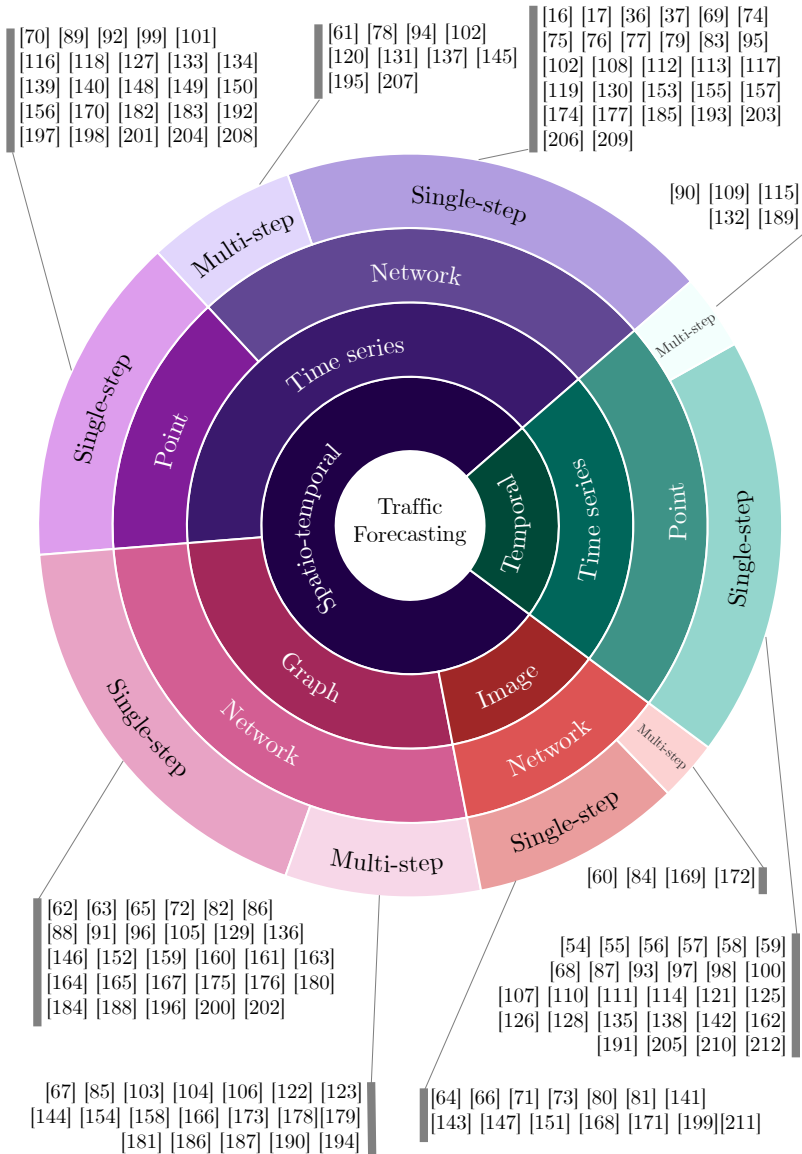 [70] [89] [92] [99] [101]
[116] [118] [127] [133] [134]
[139] [140] [148] [149] [150]
[156] [170] [182] [183] [192]
[197] [198] [201] [204] [208]
[61] [78] [94] [102]
[120] [131] [137] [145]
[195] [207]
[16] [17] [36] [37] [69] [74]
[75] [76] [77] [79] [83] [95]
[102] [108] [112] [113] [117]
[119] [130] [153] [155] [157]
[174] [177] [185] [193] [203]
[206] [209]
[90] [109] [115]
[132] [189]
Single-step
Multi-step
Network
Time series
Multi-step
Single-step
Point
Spatio-temporal
Traffic
Forecasting
Temporal
Time series
Point
Single-step
Graph
Image
Network
Network
Multi-step
Single-step
Single-step
Multi-step
[60] [84] [169] [172]
[62] [63] [65] [72] [82] [86]
[88] [91] [96] [105] [129] [136]
[146] [152] [159] [160] [161] [163]
[164] [165] [167] [175] [176] [180]
[184] [188] [196] [200] [202]
[54] [55] [56] [57] [58] [59]
[68] [87] [93] [97] [98] [100]
[107] [110] [111] [114] [121] [125]
[126] [128] [135] [138] [142] [162]
[191] [205] [210] [212]
[67] [85] [103] [104] [106] [122] [123]
[144] [154] [158] [166] [173] [178][179]
[181] [186] [187] [190] [194]
[64] [66] [71] [73] [80] [81] [141]
[143] [147] [151] [168] [171] [199][211]